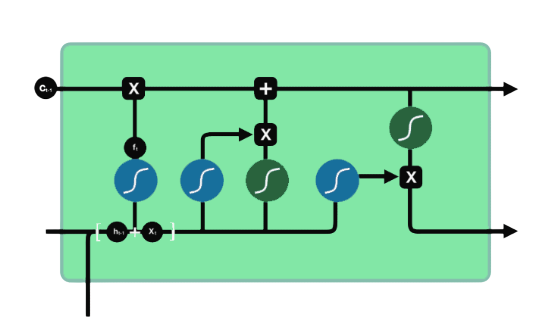 X
+
Cₜ₋₁
X
fₜ
X
[ hₜ₋₁ + Xₜ ]